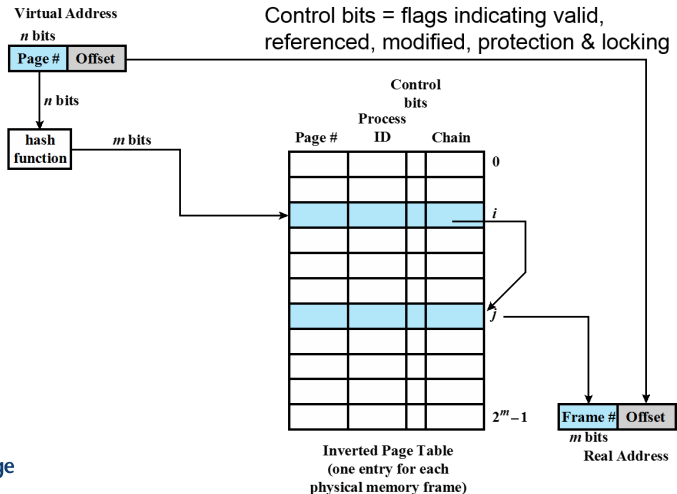 Virtual Address
Control bits = flags indicating valid,
referenced, modified, protection & locking
n bits
Page # Offset
n bits
hash
function
m bits
Control
bits
Process
Page # ID Chain
0
i
j
2^m – 1
Frame # Offset
m bits
Real Address
Inverted Page Table
(one entry for each
physical memory frame)
ge